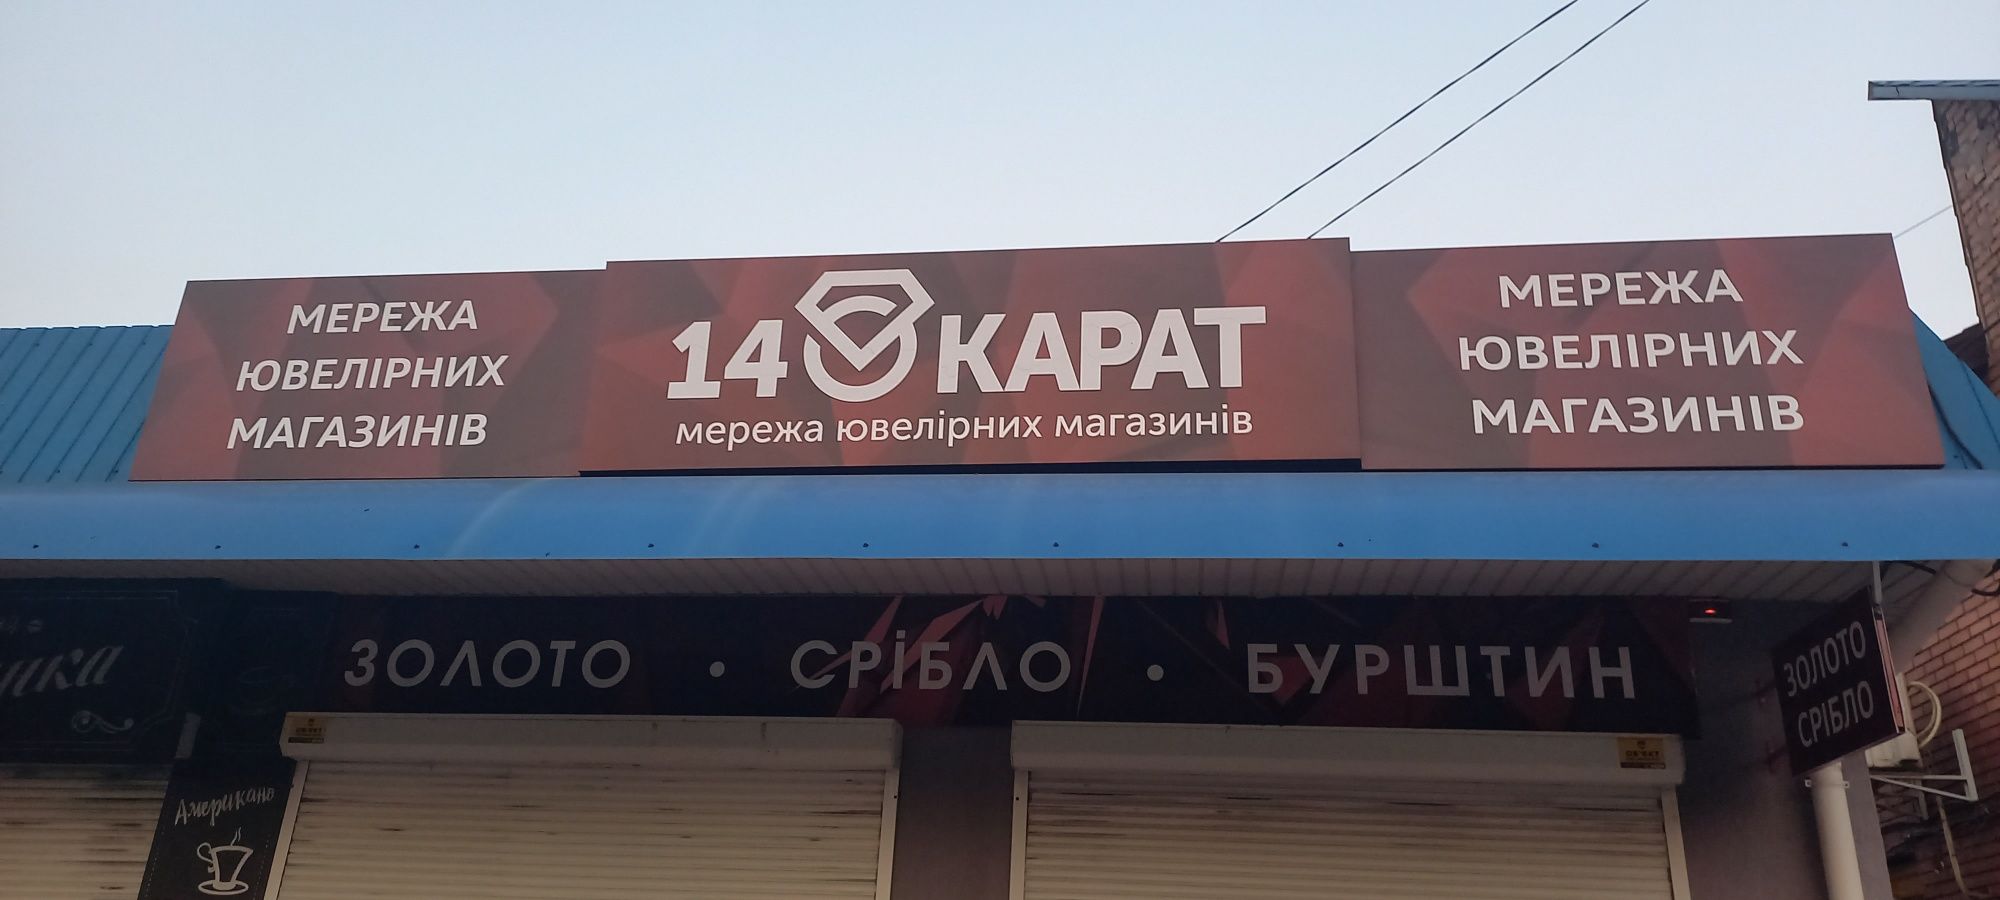 МЕРЕЖА
ЮВЕЛІРНИХ
МАГАЗИНІВ
14 КАРАТ
мережа ювелірних магазинів
МЕРЕЖА
ЮВЕЛІРНИХ
МАГАЗИНІВ
ЗОЛОТО • СРІБЛО • БУРШТИН
ЗОЛОТО
СРІБЛО
Американо